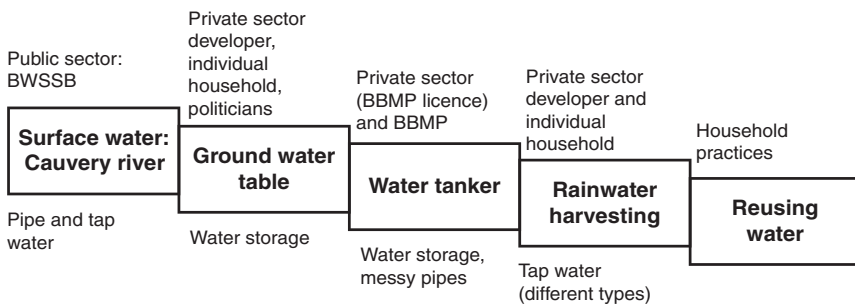 Public sector:
BWSSB
Surface water:
Cauvery river
Pipe and tap
water
Private sector
developer,
individual
household,
politicians
Ground water
table
Water storage
Private sector
(BBMP licence)
and BBMP
Water tanker
Water storage,
messy pipes
Private sector
developer and
individual
household
Rainwater
harvesting
Tap water
(different types)
Household
practices
Reusing
water